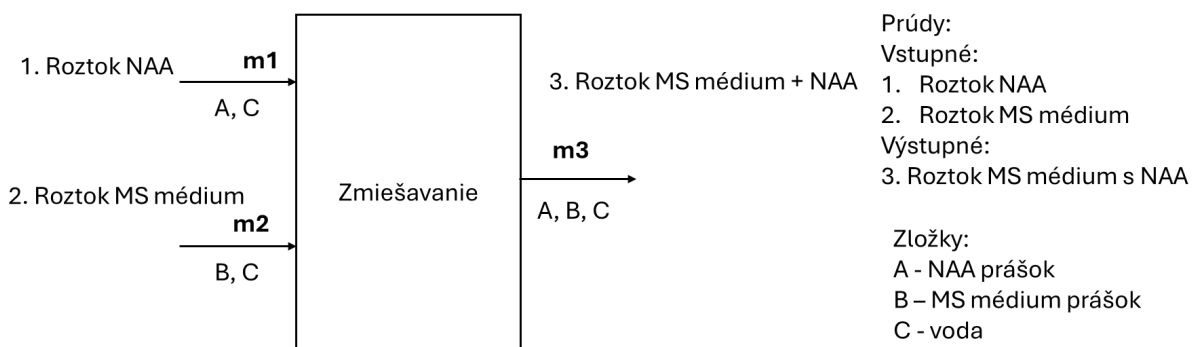 1. Roztok NAA
m1
A, C
2. Roztok MS médium
m2
B, C
Zmiešavanie
3. Roztok MS médium + NAA
m3
A, B, C
Prúdy:
Vstupné:
1. Roztok NAA
2. Roztok MS médium
Výstupné:
3. Roztok MS médium s NAA
Zložky:
A - NAA prášok
B – MS médium prášok
C - voda